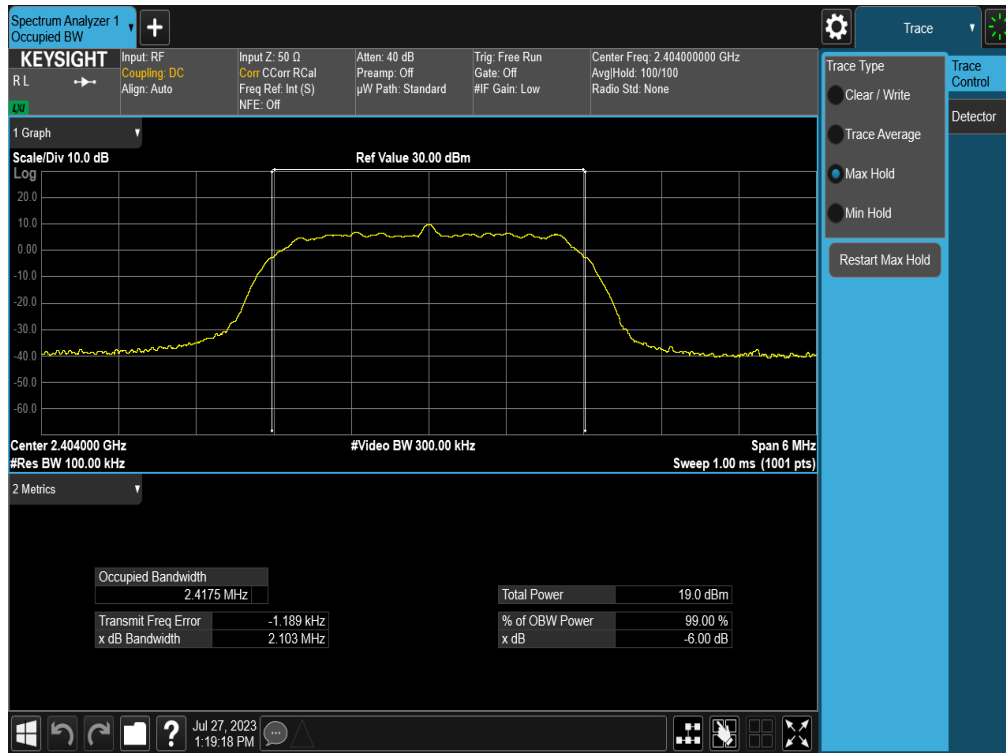 Spectrum Analyzer 1
Occupied BW
Trace
KEYSIGHT
R L
LXI
Input: RF
Coupling: DC
Align: Auto
Input Z: 50 Ω
Corr CCorr RCal
Freq Ref: Int (S)
NFE: Off
Atten: 40 dB
Preamp: Off
µW Path: Standard
Trig: Free Run
Gate: Off
#IF Gain: Low
Center Freq: 2.404000000 GHz
Avg|Hold: 100/100
Radio Std: None
Trace Type
Clear / Write
Trace Average
Max Hold
Min Hold
Restart Max Hold
Trace
Control
Detector
1 Graph
Scale/Div 10.0 dB
Ref Value 30.00 dBm
Log
20.0
10.0
0.00
-10.0
-20.0
-30.0
-40.0
-50.0
-60.0
Center 2.404000 GHz
#Video BW 300.00 kHz
Span 6 MHz
#Res BW 100.00 kHz
Sweep 1.00 ms (1001 pts)
2 Metrics
Occupied Bandwidth
2.4175 MHz
Total Power 19.0 dBm
Transmit Freq Error -1.189 kHz
% of OBW Power 99.00 %
x dB Bandwidth 2.103 MHz
x dB -6.00 dB
?
Jul 27, 2023
1:19:18 PM